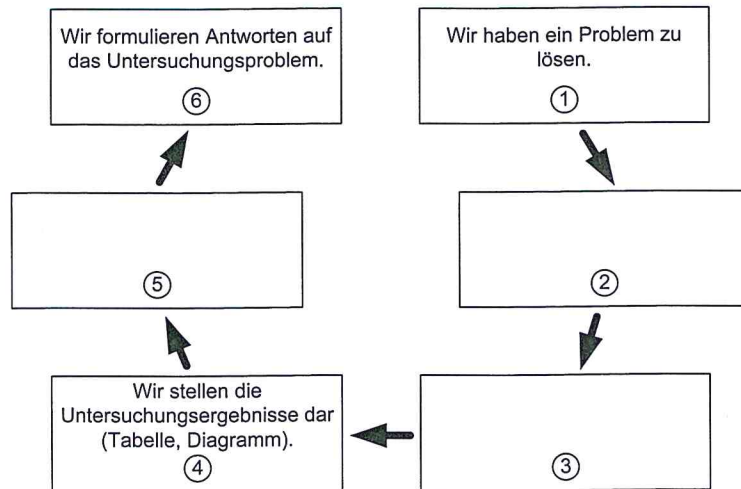 Wir formulieren Antworten auf
das Untersuchungsproblem.
6
Wir haben ein Problem zu
lösen.
1
5
2
Wir stellen die
Untersuchungsergebnisse dar
(Tabelle, Diagramm).
4
3